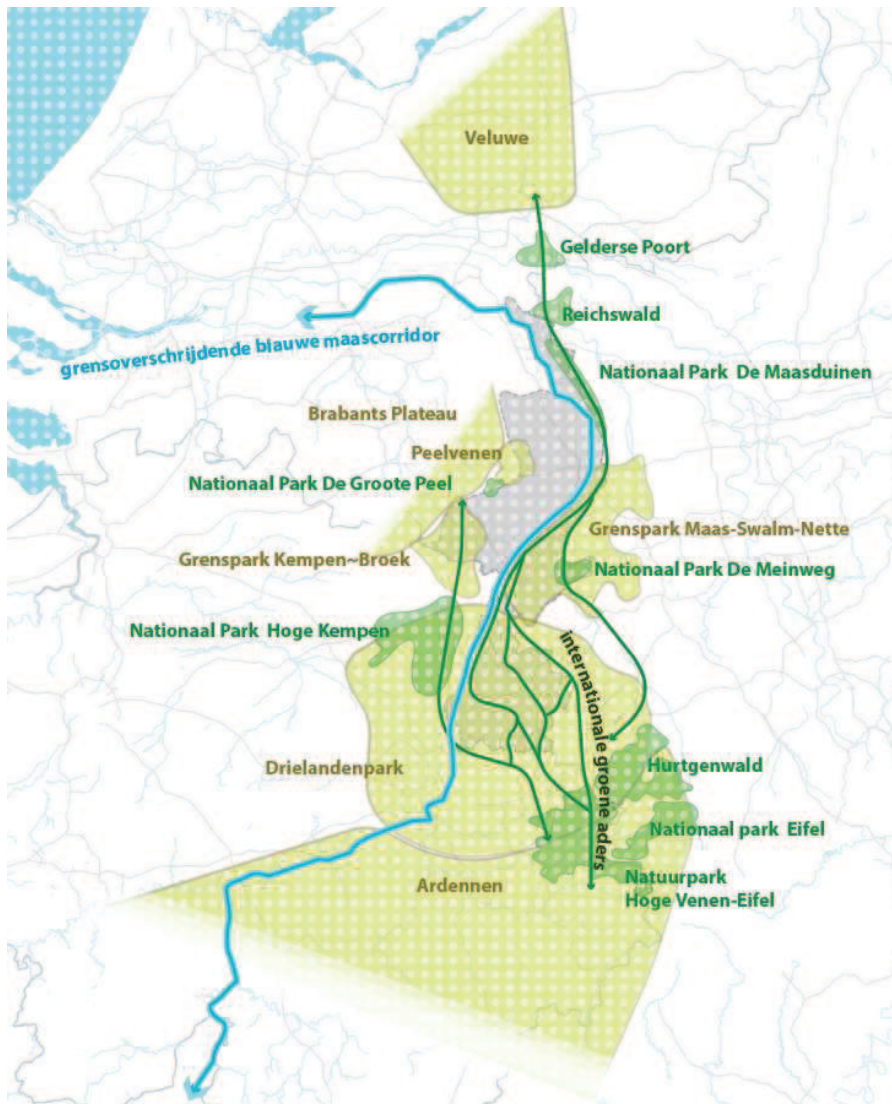 Veluwe
Gelderse Poort
Reichswald
grensoverschrijdende blauwe maascorridor
Nationaal Park De Maasduinen
Brabants Plateau
Peelvenen
Nationaal Park De Groote Peel
Grenspark Maas-Swalm-Nette
Grenspark Kempen~Broek
Nationaal Park De Meinweg
Nationaal Park Hoge Kempen
internationale groene aders
Drielandenpark
Hurtgenwald
Nationaal park Eifel
Ardennen
Natuurpark
Hoge Venen-Eifel